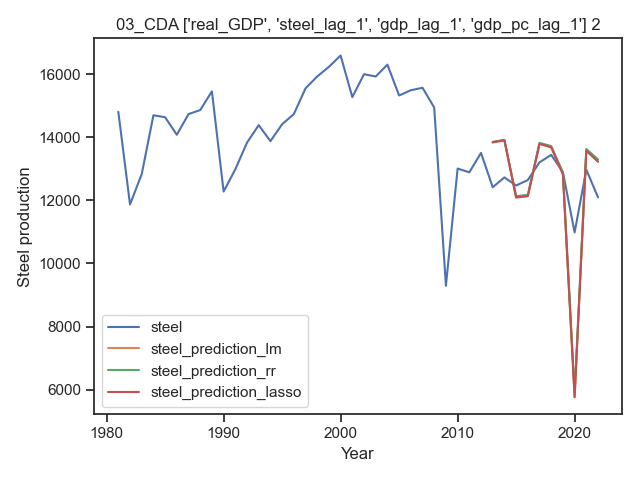 03_CDA ['real_GDP', 'steel_lag_1', 'gdp_lag_1', 'gdp_pc_lag_1'] 2
16000
14000
12000
10000
8000
6000
Steel production
steel
steel_prediction_lm
steel_prediction_rr
steel_prediction_lasso
1980
1990
2000
2010
2020
Year